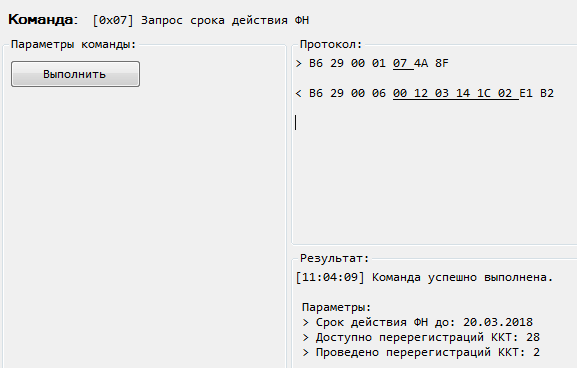 Команда: [0x07] Запрос срока действия ФН
Параметры команды:
Выполнить
Протокол:
> B6 29 00 01 07 4A 8F
< B6 29 00 06 00 12 03 14 1C 02 E1 B2
Результат:
[11:04:09] Команда успешно выполнена.
Параметры:
> Срок действия ФН до: 20.03.2018
> Доступно перерегистраций ККТ: 28
> Проведено перерегистраций ККТ: 2